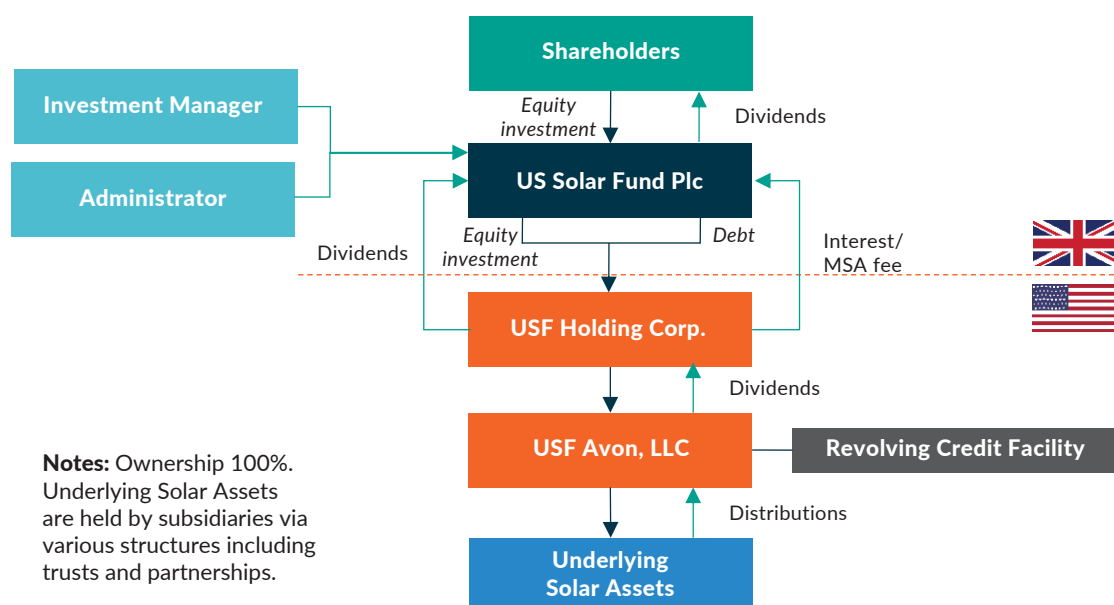 Shareholders
Investment Manager
Equity
investment
Dividends
Administrator
US Solar Fund Plc
Dividends
Equity
investment
Debt
Interest/
MSA fee
USF Holding Corp.
Dividends
USF Avon, LLC
Revolving Credit Facility
Notes: Ownership 100%.
Underlying Solar Assets
are held by subsidiaries via
various structures including
trusts and partnerships.
Distributions
Underlying
Solar Assets